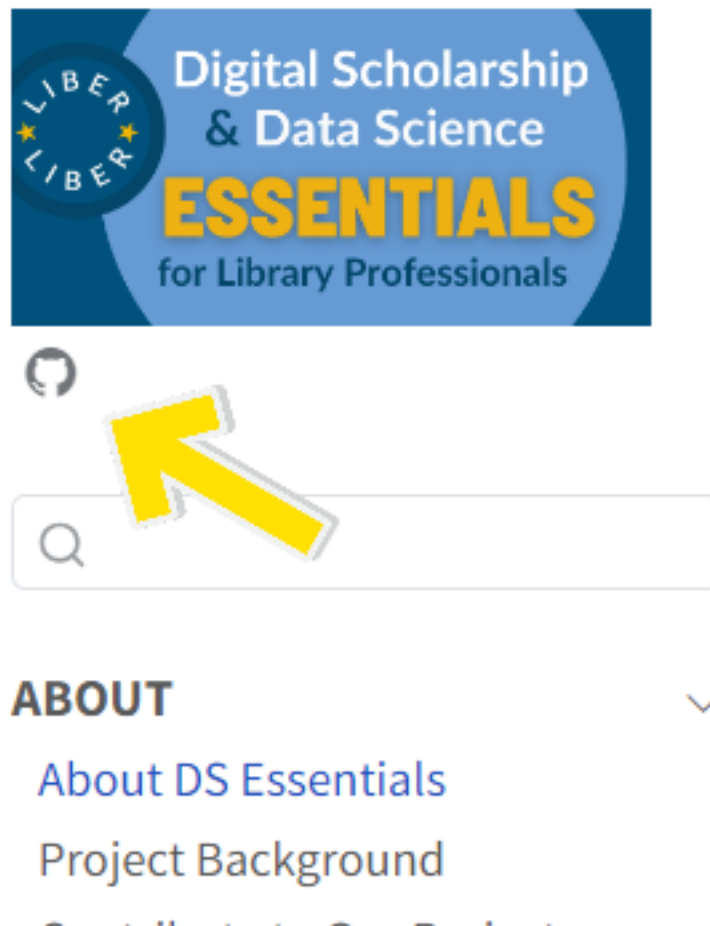 LIBER
LIBER
Digital Scholarship
& Data Science
ESSENTIALS
for Library Professionals
ABOUT
About DS Essentials
Project Background